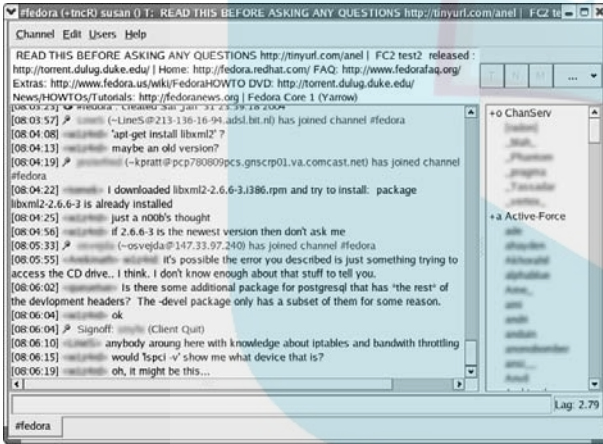 #fedora (+tncR) susan () T: READ THIS BEFORE ASKING ANY QUESTIONS http://tinyurl.com/anel | FC2 te
Channel Edit Users Help
READ THIS BEFORE ASKING ANY QUESTIONS http://tinyurl.com/anel | FC2 test2 released :
http://torrent.dulug.duke.edu/ | Home: http://fedora.redhat.com/ FAQ: http://www.fedorafaq.org/
Extras: http://www.fedora.us/wiki/FedoraHOWTO DVD: http://torrent.dulug.duke.edu/
News/HOWTOs/Tutorials: http://fedoranews.org | Fedora Core 1 (Yarrow)
T N M ...
[08:03:23] #fedora : created Sat Jan 31 23:59:18 2004
[08:03:57] (~LineS@213-136-16-94.adsl.bit.nl) has joined channel #fedora
[08:04:08] 'apt-get install libxml2' ?
[08:04:13] maybe an old version?
[08:04:19] (~kpratt@pcp780809pcs.gnscrp01.va.comcast.net) has joined channel
#fedora
[08:04:22] I downloaded libxml2-2.6.6-3.i386.rpm and try to install: package
libxml2-2.6.6-3 is already installed
[08:04:25] just a n00b's thought
[08:04:56] if 2.6.6-3 is the newest version then don't ask me
[08:05:33] (~osvejda@147.33.97.240) has joined channel #fedora
[08:05:55] it's possible the error you described is just something trying to
access the CD drive.. I think. I don't know enough about that stuff to tell you.
[08:06:02] Is there some additional package for postgresql that has *the rest* of
the devlopment headers? The -devel package only has a subset of them for some reason.
[08:06:04] ok
[08:06:04] Signoff: (Client Quit)
[08:06:10] anybody aroung here with knowledge about iptables and bandwith throttling
[08:06:15] would 'lspci -v' show me what device that is?
[08:06:19] oh, it might be this...
+o ChanServ
+a Active-Force
Lag: 2.79
#fedora